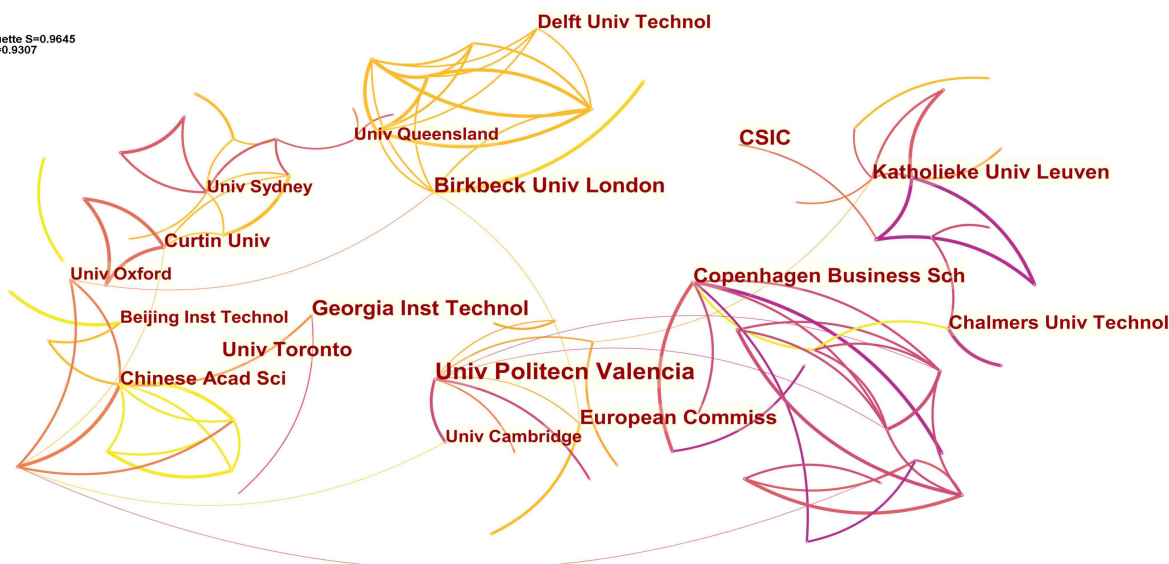 Delft Univ Technol
uette S=0.9645
=0.9307
Univ Queensland
CSIC
Katholieke Univ Leuven
Univ Sydney
Birkbeck Univ London
Curtin Univ
Univ Oxford
Copenhagen Business Sch
Georgia Inst Technol
Beijing Inst Technol
Chalmers Univ Technol
Univ Toronto
Chinese Acad Sci
Univ Politecn Valencia
European Commiss
Univ Cambridge